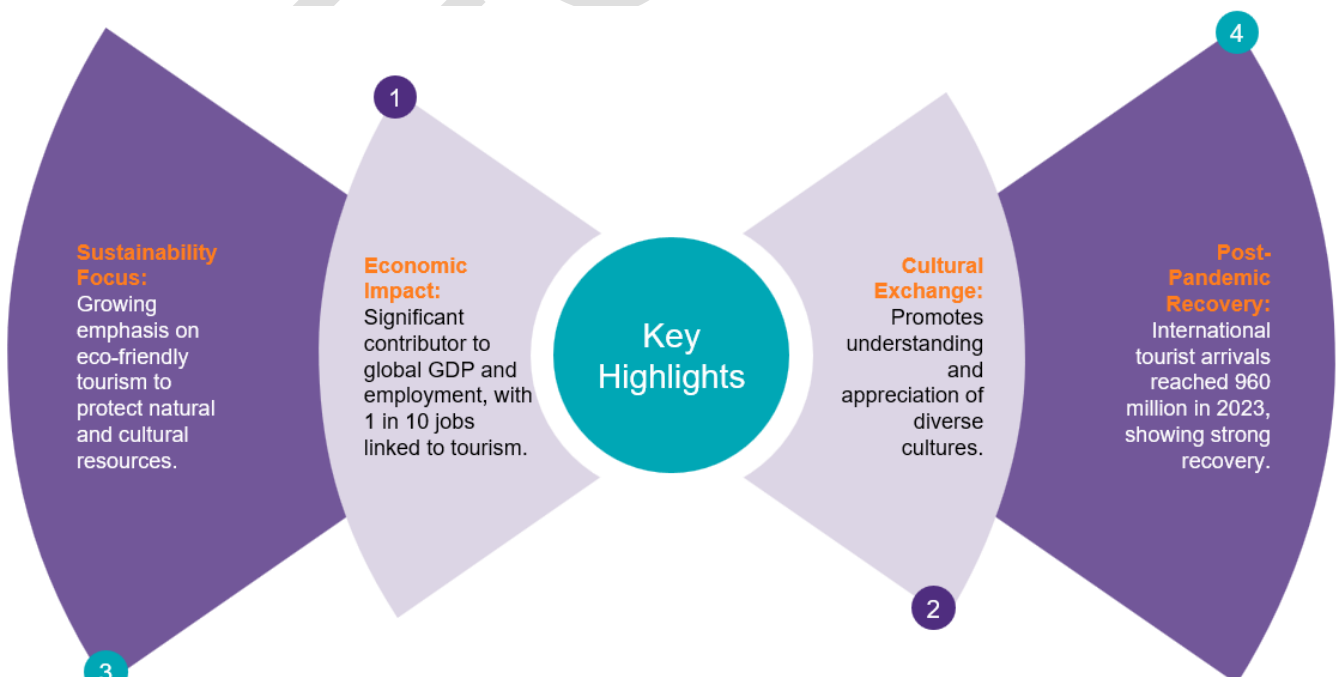 Key
Highlights
1
Economic
Impact:
Significant
contributor to
global GDP and
employment, with
1 in 10 jobs
linked to tourism.
2
Cultural
Exchange:
Promotes
understanding
and
appreciation of
diverse
cultures.
3
Sustainability
Focus:
Growing
emphasis on
eco-friendly
tourism to
protect natural
and cultural
resources.
4
Post-
Pandemic
Recovery:
International
tourist arrivals
reached 960
million in 2023,
showing strong
recovery.